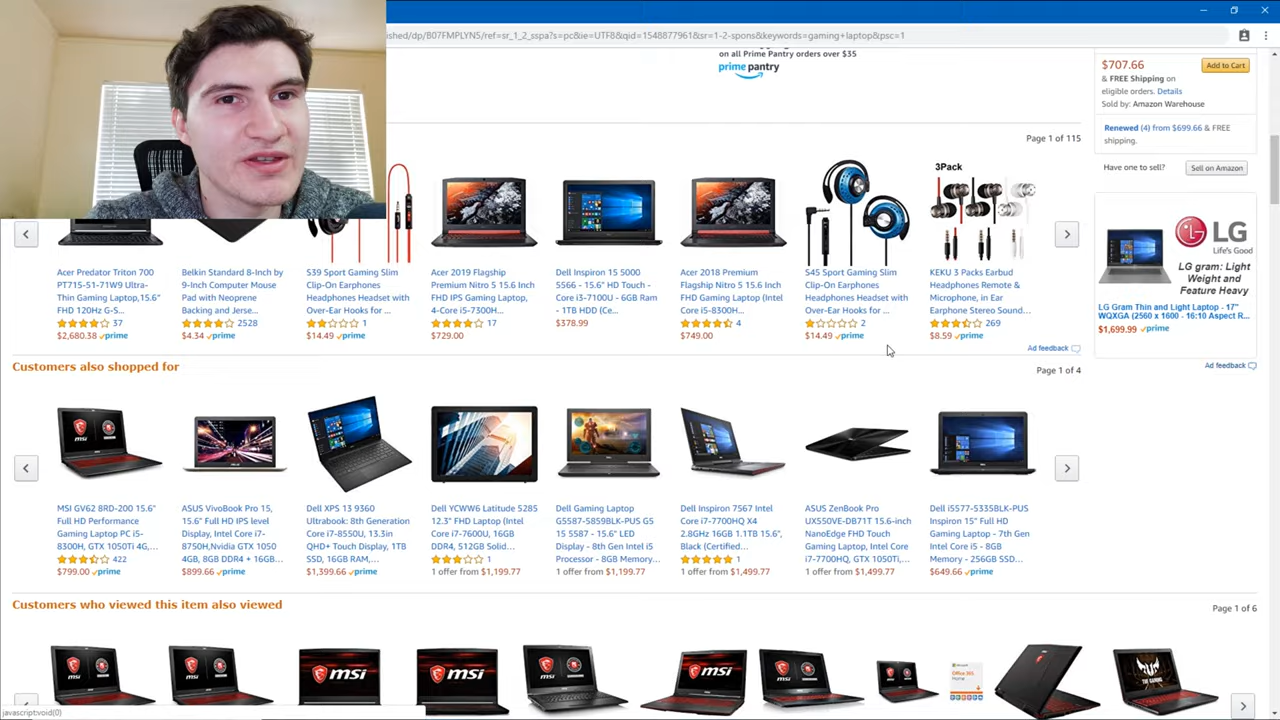 ished/dp/B07FMPLYNS/ref=sr_1_2_sspa?s=pc&ie=UTF8&qid=1548877961&sr=1-2-spons&keywords=gaming+laptop&psc=1
on all Prime Pantry orders over $35
prime pantry
$707.66
Add to Cart
& FREE Shipping on
eligible orders. Details
Sold by: Amazon Warehouse
Renewed (4) from $699.66 & FREE
shipping.
Have one to sell?
Sell on Amazon
Page 1 of 115
3Pack
Acer Predator Triton 700
PT715-51-71W9 Ultra-
Thin Gaming Laptop,15.6"
FHD 120Hz G-S...
37
$2,680.38 prime
Belkin Standard 8-Inch by
9-Inch Computer Mouse
Pad with Neoprene
Backing and Jerse...
2528
$4.34 prime
S39 Sport Gaming Slim
Clip-On Earphones
Headphones Headset with
Over-Ear Hooks for ...
1
$14.49 prime
Acer 2019 Flagship
Premium Nitro 5 15.6 Inch
FHD IPS Gaming Laptop,
4-Core i5-7300H...
17
$729.00
Dell Inspiron 15 5000
5566 - 15.6" HD Touch -
Core i3-7100U - 6GB Ram
- 1TB HDD (Ce...
$378.99
Acer 2018 Premium
Flagship Nitro 5 15.6 Inch
FHD Gaming Laptop (Intel
Core i5-8300H...
4
$749.00
S45 Sport Gaming Slim
Clip-On Earphones
Headphones Headset with
Over-Ear Hooks for ...
2
$14.49 prime
KEKU 3 Packs Earbud
Headphones Remote &
Microphone, in Ear
Earphone Stereo Sound...
269
$8.59 prime
Ad feedback
LG
Life's Good
LG gram: Light
Weight and
Feature Heavy
LG Gram Thin and Light Laptop - 17"
WQXGA (2560 x 1600 - 16:10 Aspect R...
$1,699.99 prime
Ad feedback
Customers also shopped for
Page 1 of 4
MSI GV62 8RD-200 15.6"
Full HD Performance
Gaming Laptop PC i5-
8300H, GTX 1050Ti 4G,...
422
$799.00 prime
ASUS VivoBook Pro 15,
15.6" Full HD IPS level
Display, Intel Core i7-
8750H,Nvidia GTX 1050
4GB, 8GB DDR4 + 16GB...
$899.66 prime
Dell XPS 13 9360
Ultrabook: 8th Generation
Core i7-8550U, 13.3in
QHD+ Touch Display, 1TB
SSD, 16GB RAM,...
$1,399.66 prime
Dell YCWW6 Latitude 5285
12.3" FHD Laptop (Intel
Core i7-7600U, 16GB
DDR4, 512GB Solid...
1
1 offer from $1,199.77
Dell Gaming Laptop
G5587-5859BLK-PUS G5
15 5587 - 15.6" LED
Display - 8th Gen Intel i5
Processor - 8GB Memory...
1 offer from $1,199.77
Dell Inspiron 7567 Intel
Core i7-7700HQ X4
2.8GHz 16GB 1.1TB 15.6",
Black (Certified...
1
1 offer from $1,499.77
ASUS ZenBook Pro
UX550VE-DB71T 15.6-inch
NanoEdge FHD Touch
Gaming Laptop, Intel Core
i7-7700HQ, GTX 1050Ti,...
1 offer from $1,499.77
Dell i5577-5335BLK-PUS
Inspiron 15" Full HD
Gaming Laptop - 7th Gen
Intel Core i5 - 8GB
Memory - 256GB SSD...
$649.66 prime
Customers who viewed this item also viewed
Page 1 of 6
msi
msi
msi
javascript:void(0)